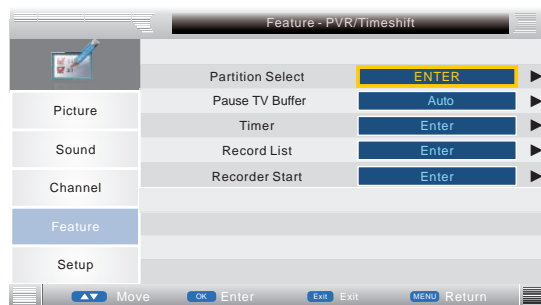 Feature - PVR/Timeshift
Partition Select ENTER
Pause TV Buffer Auto
Timer Enter
Record List Enter
Recorder Start Enter
Picture
Sound
Channel
Feature
Setup
Move OK Enter Exit Exit MENU Return